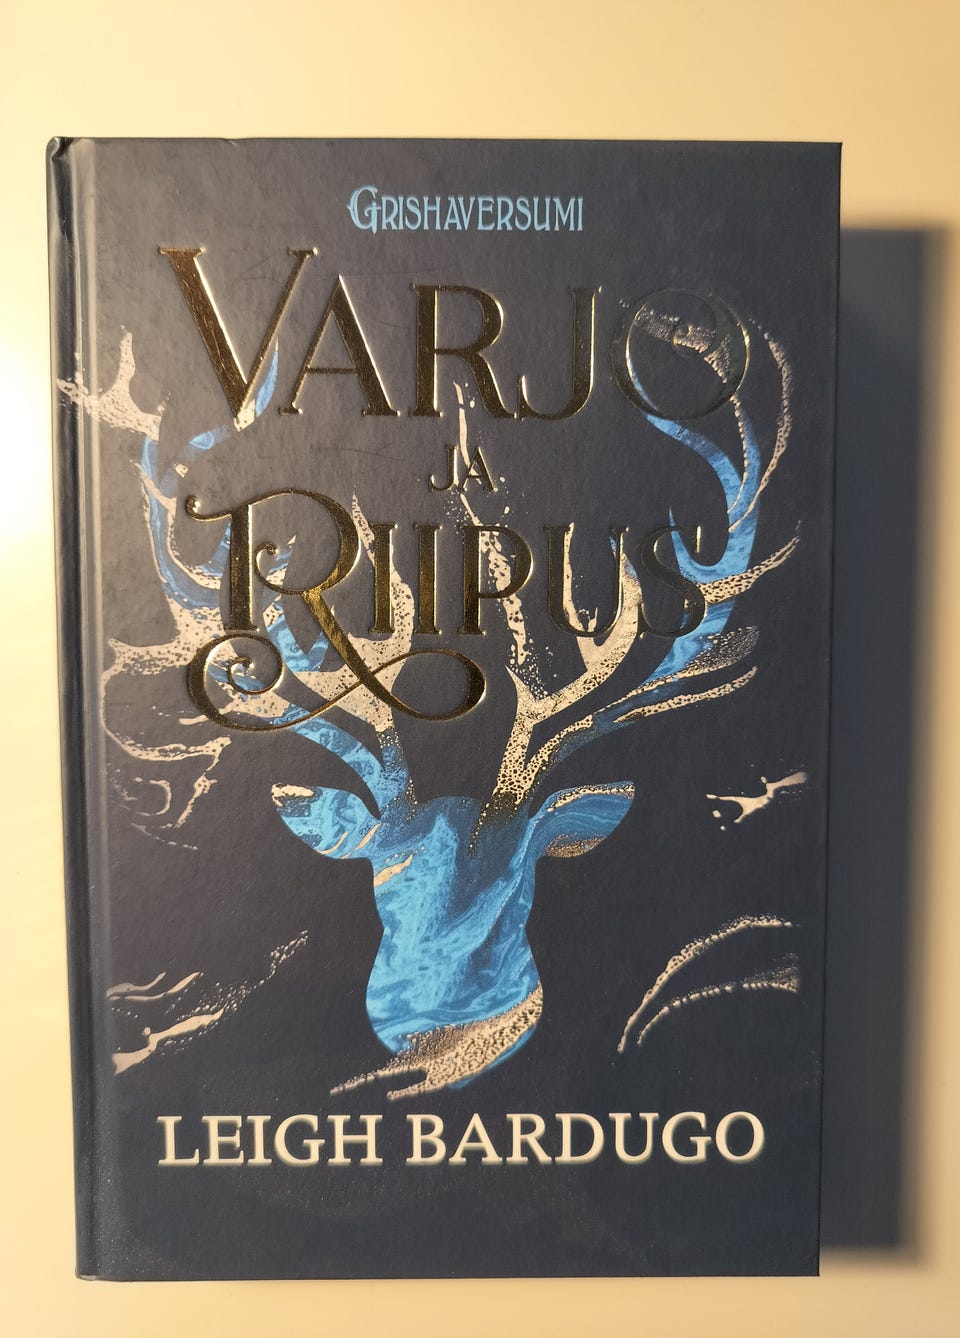 GRISHAVERSUMI
VARJO
JA
RIIPUS
LEIGH BARDUGO